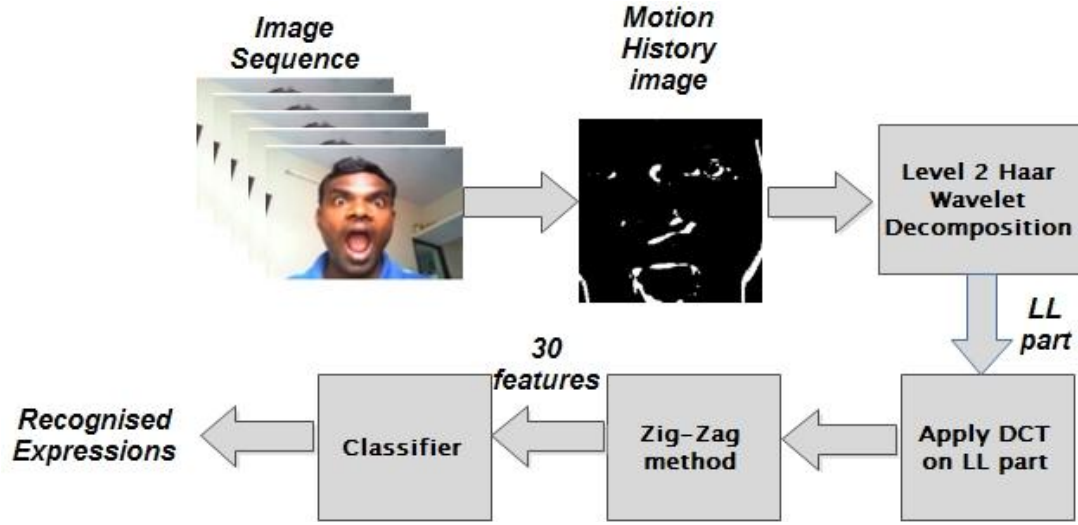 Image
Sequence
Motion
History
image
Level 2 Haar
Wavelet
Decomposition
LL
part
Apply DCT
on LL part
Zig-Zag
method
30
features
Classifier
Recognised
Expressions